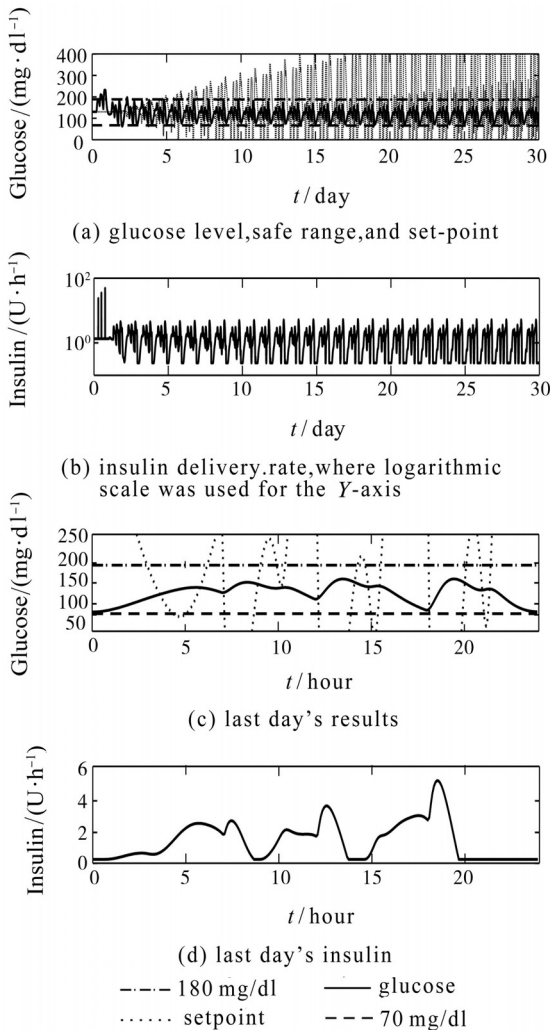 Glucose/(mg·dl⁻¹)
400
300
200
100
0
0 5 10 15 20 25 30
t/day
(a) glucose level,safe range,and set-point
Insulin/(U·h⁻¹)
10²
10⁰
0 5 10 15 20 25 30
t/day
(b) insulin delivery.rate,where logarithmic
scale was used for the Y-axis
Glucose/(mg·dl⁻¹)
250
200
150
100
50
0 5 10 15 20
t/hour
(c) last day's results
Insulin/(U·h⁻¹)
6
4
2
0
0 5 10 15 20
t/hour
(d) last day's insulin
180 mg/dl glucose
setpoint 70 mg/dl